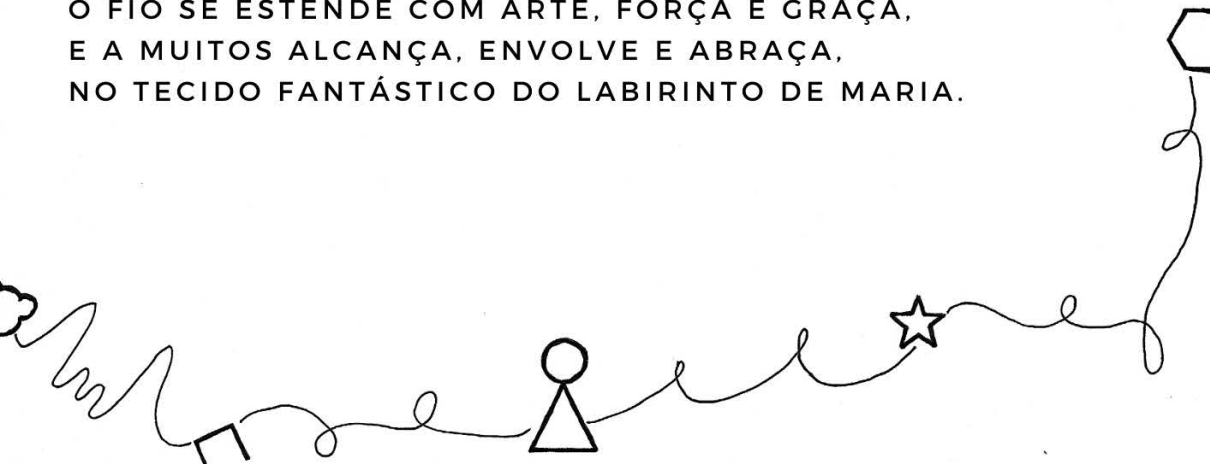 O FIO SE ESTENDE COM ARTE, FORÇA E GRAÇA,
E A MUITOS ALCANÇA, ENVOLVE E ABRAÇA,
NO TECIDO FANTÁSTICO DO LABIRINTO DE MARIA.